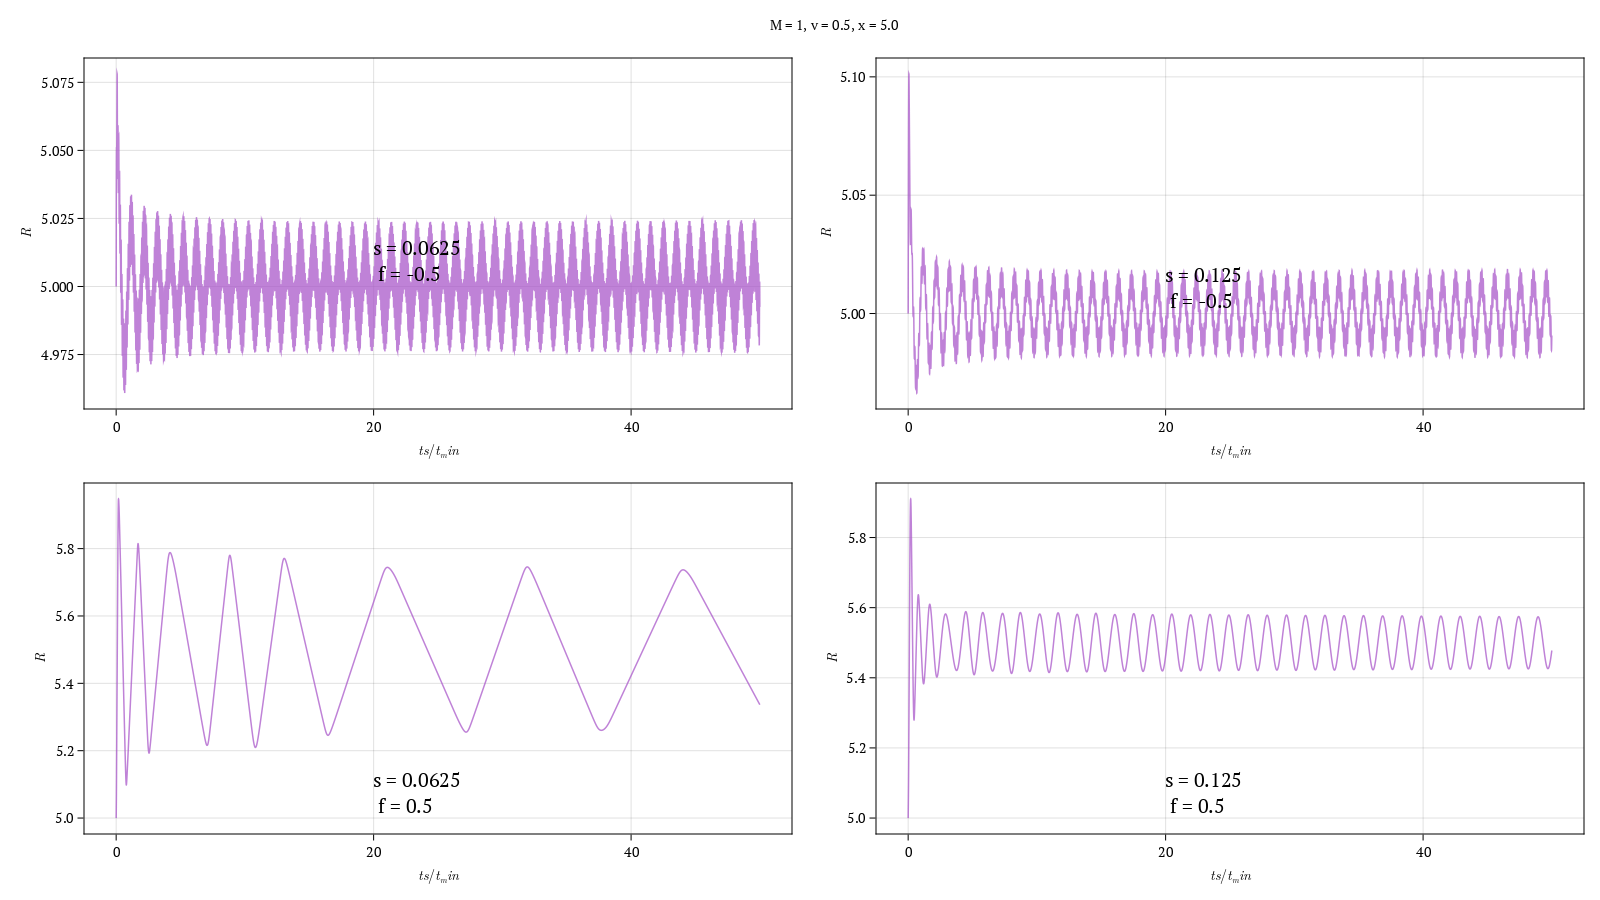 M = 1, v = 0.5, x = 5.0
5.075
5.050
5.025
5.000
4.975
R
s = 0.0625
f = -0.5
0 20 40
ts/t_min
5.10
5.05
5.00
R
s = 0.125
f = -0.5
0 20 40
ts/t_min
5.8
5.6
5.4
5.2
5.0
R
s = 0.0625
f = 0.5
0 20 40
ts/t_min
5.8
5.6
5.4
5.2
5.0
R
s = 0.125
f = 0.5
0 20 40
ts/t_min